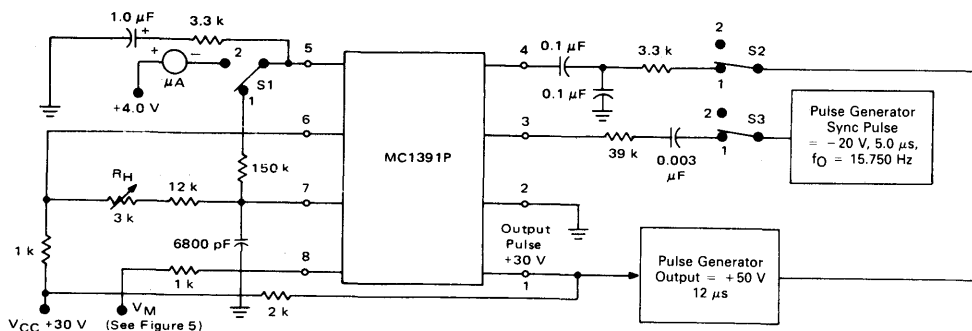 1.0 µF
+
3.3 k
5
+
−
µA
2
S1
1
+4.0 V
6
150 k
RH
3 k
12 k
7
6800 pF
1 k
8
1 k
2 k
VCC +30 V
VM
(See Figure 5)
MC1391P
4
0.1 µF
0.1 µF
3.3 k
2
S2
1
3
39 k
0.003
µF
2
S3
1
Pulse Generator
Sync Pulse
= −20 V, 5.0 µs,
fO = 15.750 Hz
2
Output
Pulse
+30 V
1
Pulse Generator
Output = +50 V
12 µs